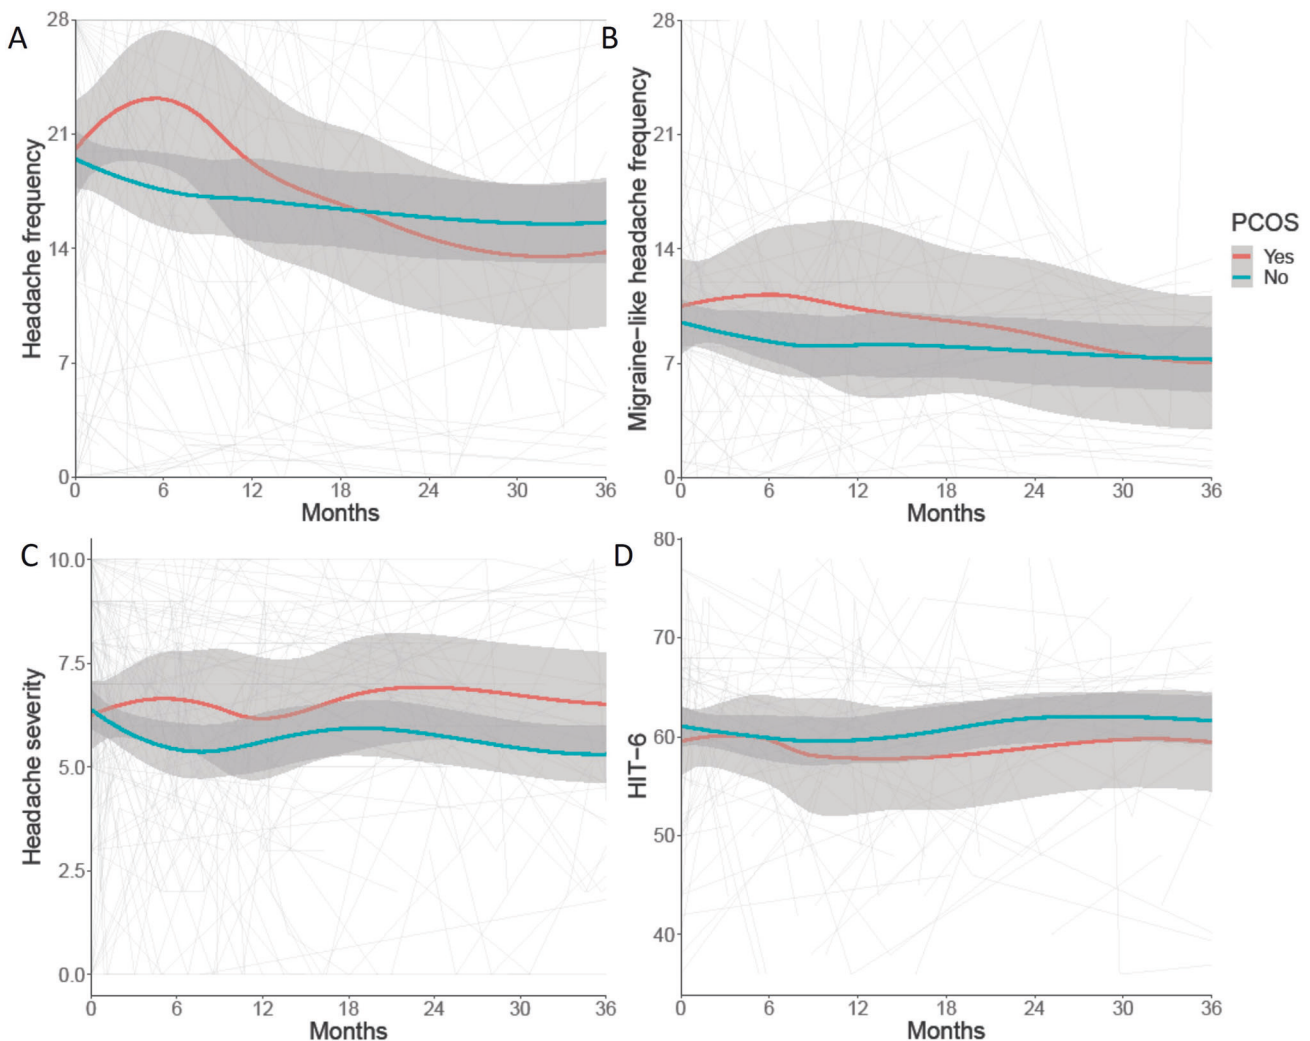 A
28
21
14
7
0
Headache frequency
0 6 12 18 24 30 36
Months
B
28
21
14
7
0
Migraine-like headache frequency
0 6 12 18 24 30 36
Months
PCOS
Yes
No
C
10.0
7.5
5.0
2.5
0.0
Headache severity
0 6 12 18 24 30 36
Months
D
80
70
60
50
40
HIT-6
0 6 12 18 24 30 36
Months